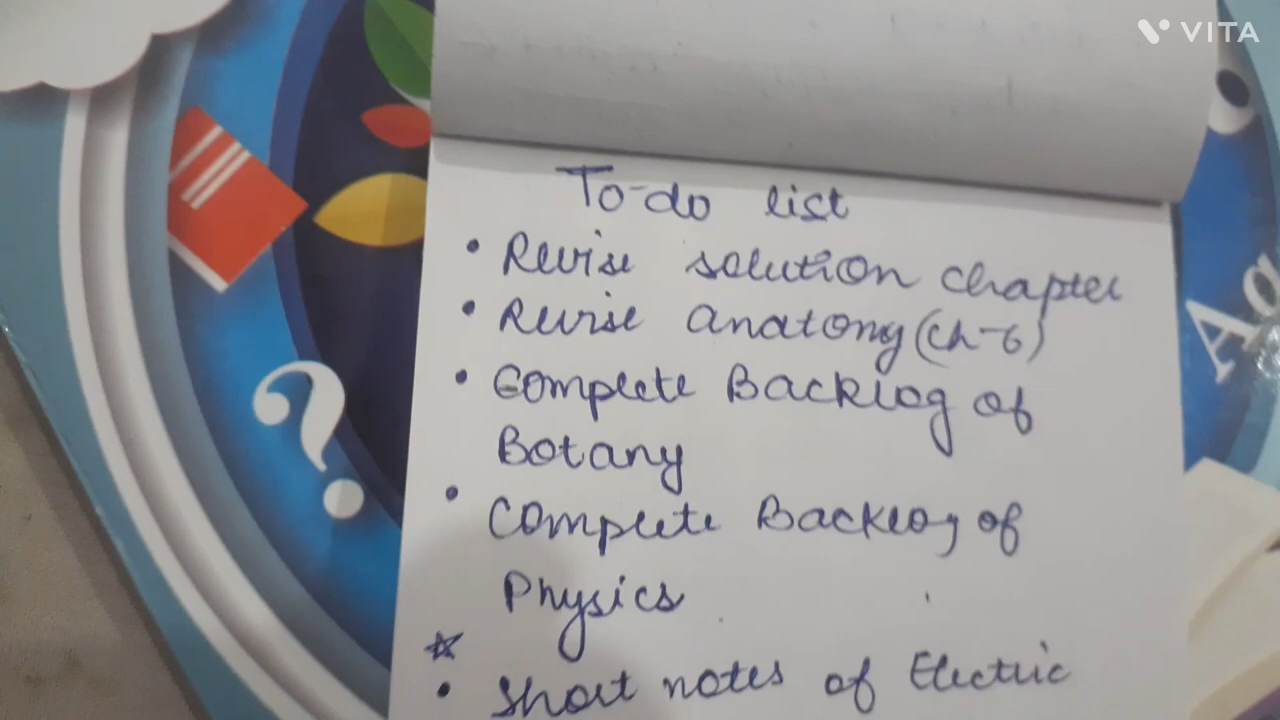 VITA
To-do list
• Revise solution chapter
• Revise anatomy (Ch-6)
• Complete Backlog of
Botany
• Complete Backlog of
Physics
☆
• Short notes of Electric
?
Ag